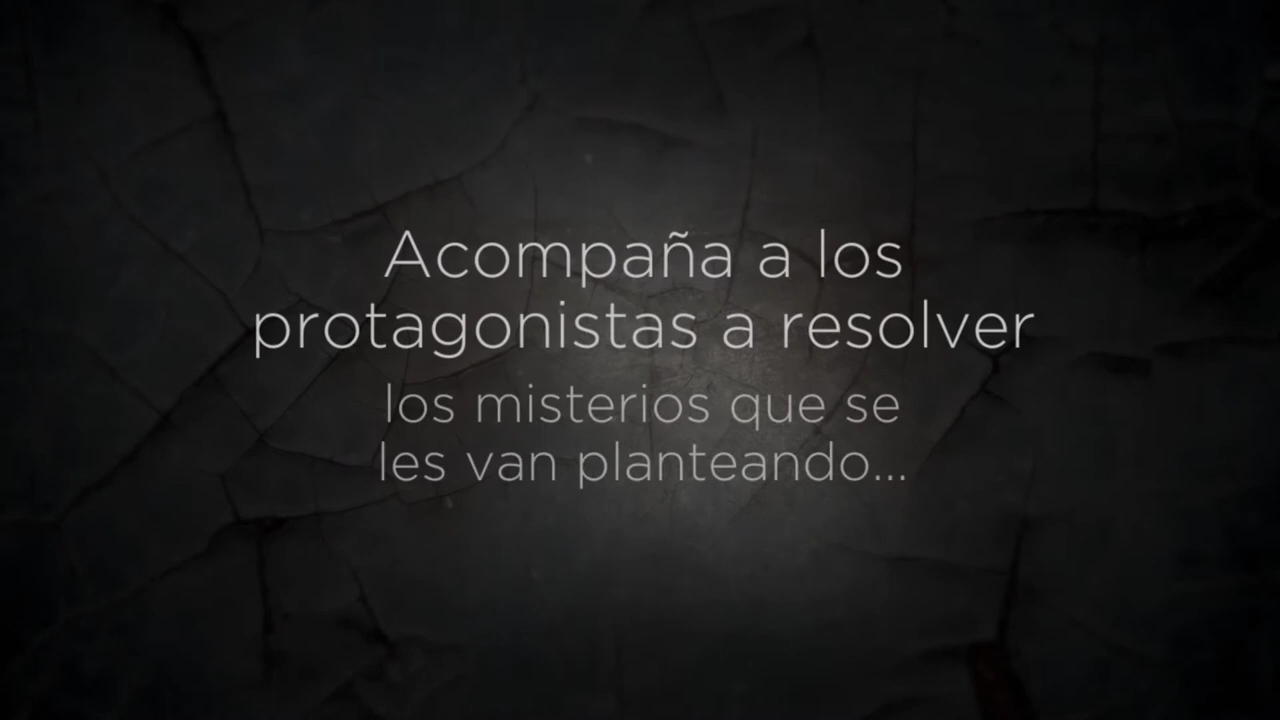 Acompaña a los
protagonistas a resolver
los misterios que se
les van planteando...